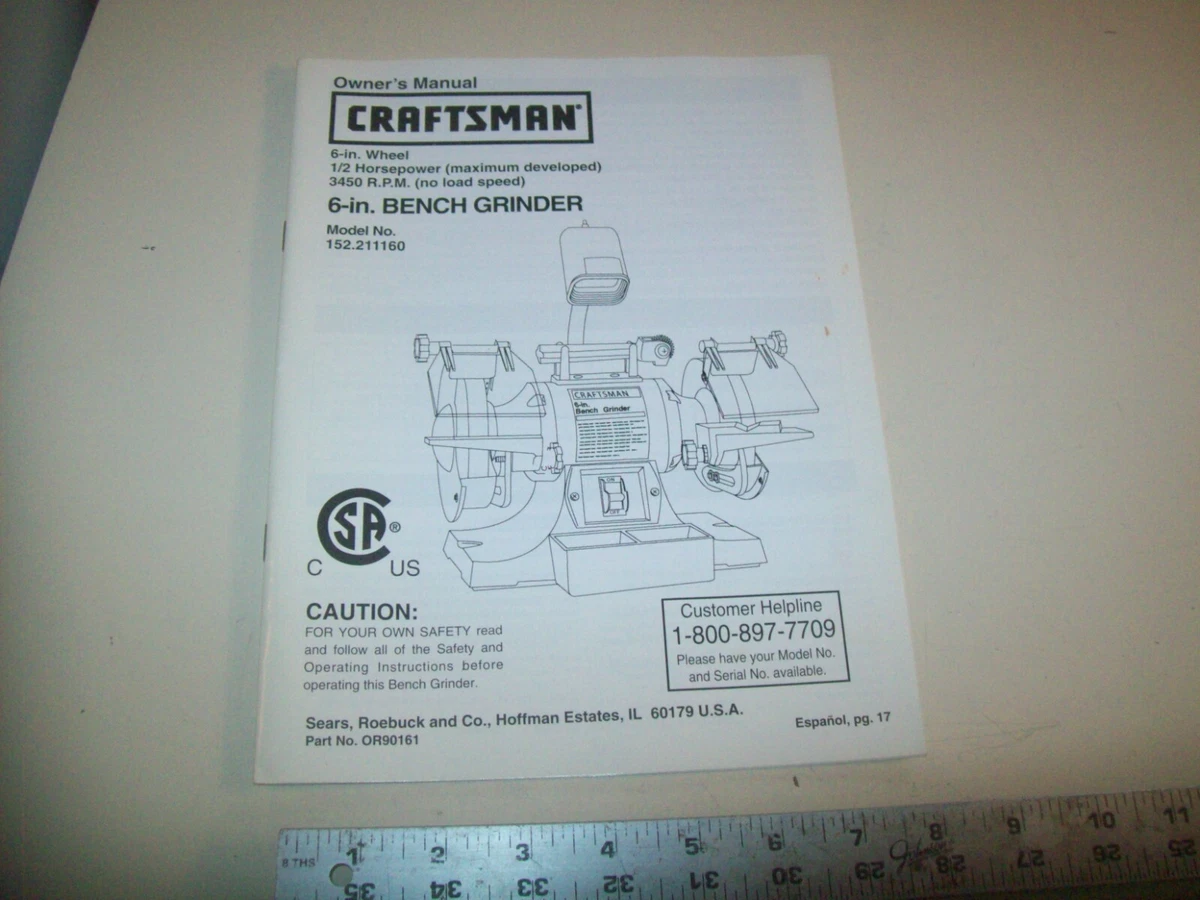 Owner's Manual
CRAFTSMAN®
6-in. Wheel
1/2 Horsepower (maximum developed)
3450 R.P.M. (no load speed)
6-in. BENCH GRINDER
Model No.
152.211160
CRAFTSMAN
6-in.
Bench Grinder
ON
OFF
CSA®
C US
CAUTION:
FOR YOUR OWN SAFETY read
and follow all of the Safety and
Operating Instructions before
operating this Bench Grinder.
Customer Helpline
1-800-897-7709
Please have your Model No.
and Serial No. available.
Sears, Roebuck and Co., Hoffman Estates, IL 60179 U.S.A.
Part No. OR90161
Español, pg. 17
8 THS
1 2 3 4 5 6 7 8 9 10 11
35 34 33 32 31 30 29 28 27 26 25